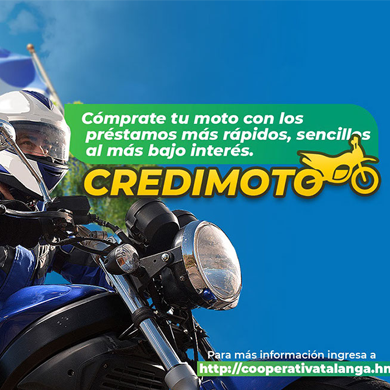 Cómprate tu moto con los
préstamos más rápidos, sencillos
al más bajo interés.
CREDIMOTO
Para más información ingresa a
http://cooperativatalanga.hn